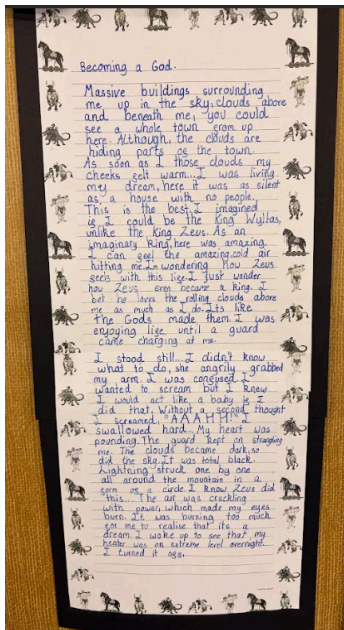 Becoming a God.
Massive buildings surrounding
me up in the sky, clouds above
and beneath me, you could
see a whole town from up
here. Although, the clouds are
hiding parts of the town.
As soon as I those clouds my
cheeks felt warm... I was living
my dream, here it was as silent
as a house with no people.
This is the best. I imagined
if I could be the King
unlike the King Zeus. As an
imaginary king, here was amazing.
I can feel the amazing cold air
hitting me. I wondering how Zeus
feels with this life. I just wonder
how Zeus even became a king. I
bet he loves the rolling clouds above
me as much as I do. Its like
the Gods made them. I was
enjoying life until a guard
came charging at me.
I stood still... I didn't know
what to do, she angrily grabbed
my arm. I was confused. I
wanted to scream but I knew
I would act like a baby if I
did that. Without a second thought
I screamed, "AAAHH". I
swallowed hard. My heart was
pounding. The guard kept on strangling
me. The clouds became dark, so
did the sky. It was total black.
Lightning struck one by one
all around the mountain in a
form of a circle. I know Zeus did
this... The air was crackling
with power which made my eyes
burn. It was burning too much
for me to realise that its a
dream. I woke up to see, that my
heater was on extreme level overnight.
I turned it off.